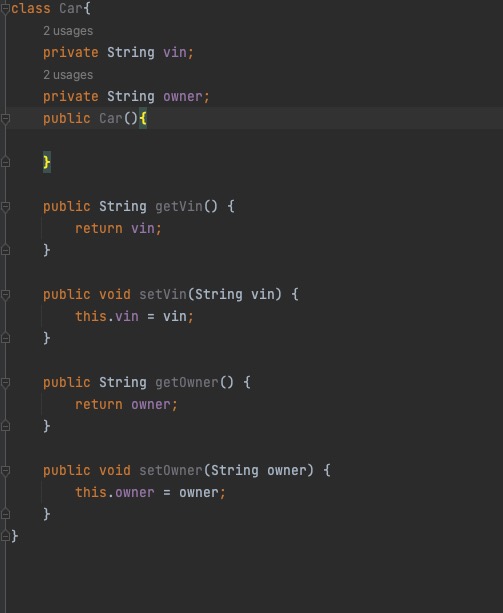 class Car{
2 usages
private String vin;
2 usages
private String owner;
public Car(){
}
public String getVin() {
return vin;
}
public void setVin(String vin) {
this.vin = vin;
}
public String getOwner() {
return owner;
}
public void setOwner(String owner) {
this.owner = owner;
}
}